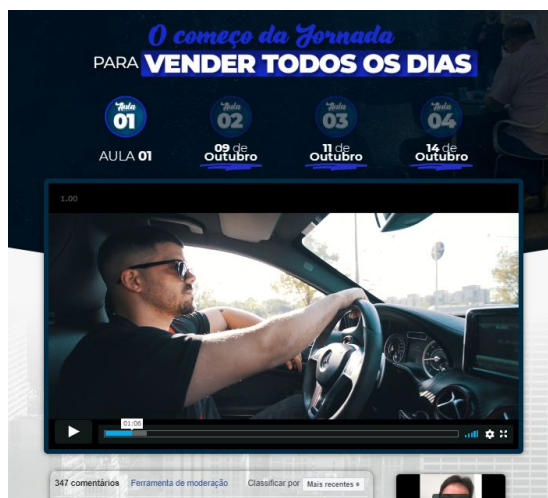 O começo da Jornada
PARA VENDER TODOS OS DIAS
Aula 01
Aula 02
Aula 03
Aula 04
AULA 01
09 de Outubro
11 de Outubro
14 de Outubro
1.00
01:06
347 comentários Ferramenta de moderação Classificar por Mais recentes